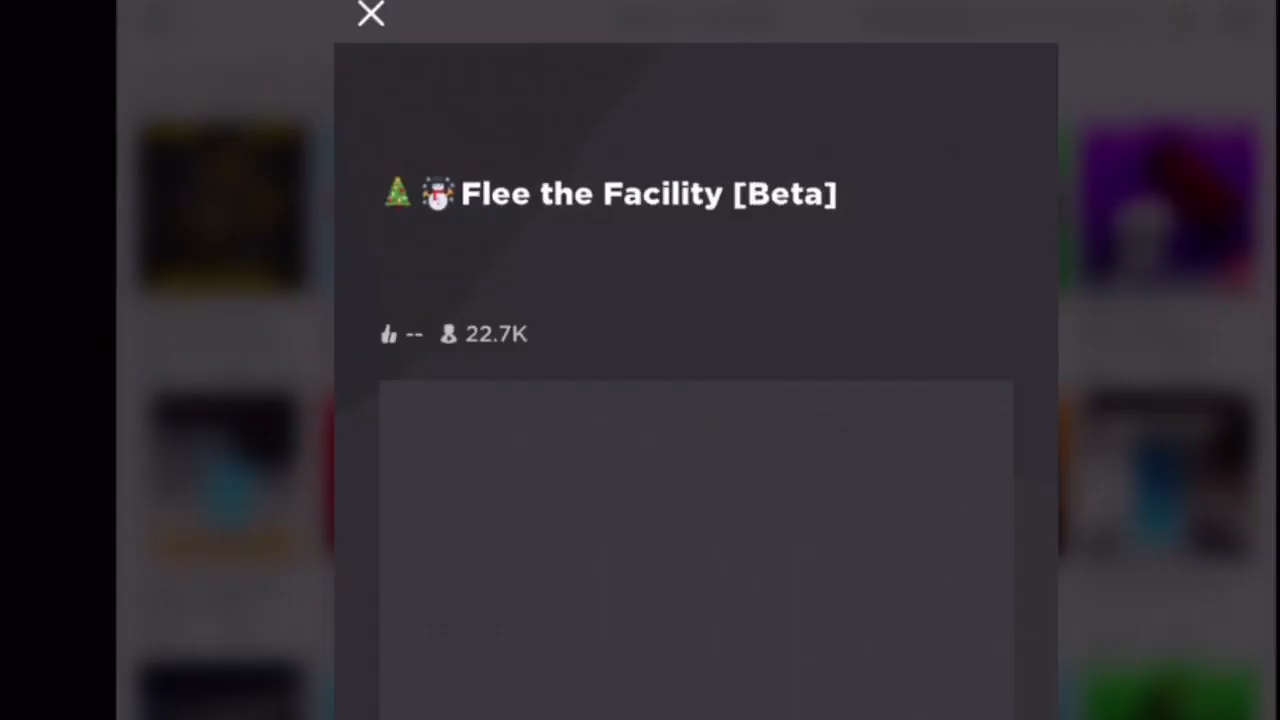 🎄☃️Flee the Facility [Beta]
-- 22.7K